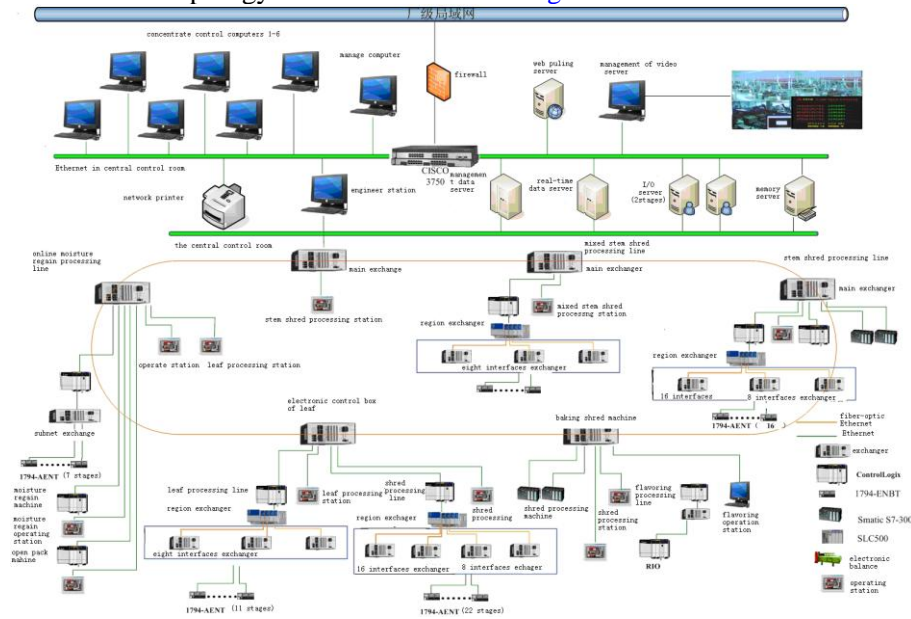 厂级局域网
concentrate control computers 1-6
manage computer
firewall
web puling
server
management of video
server
Ethernet in central control room
CISCO
3750
managemen
t data
server
network printer
engineer station
real-time
data server
I/O
server
(2stages)
memory
server
the central control room
online moisture
regain processing
line
main exchange
mixed stem shred
processing line
main exchanger
stem shred processing line
main exchanger
stem shred processing station
mixed stem shred
processng station
region exchanger
region exchanger
operate station
leaf processing station
eight interfaces exchanger
16 interfaces
8 interfaces exchanger
electronic control box
of leaf
baking shred machine
1794-AENT ( 16 )
subnet exchange
1794-AENT (7 stages)
fiber-optic
Ethernet
Ethernet
exchanger
ControlLogix
1794-ENBT
Smatic S7-300
SLC500
electronic
balance
operating
station
moisture
regain
machine
moisture
regain
operating
station
open pack
mahine
leaf processing line
region exchanger
leaf processing
station
shred
processing
line
region exchager
shred
processing
shred
processing
machine
shred
processing
station
flavoring
processing
line
flavoring
operation
station
RIO
eight interfaces exchanger
16 interfaces exchanger
8 interfaces echager
1794-AENT (11 stages)
1794-AENT (22 stages)